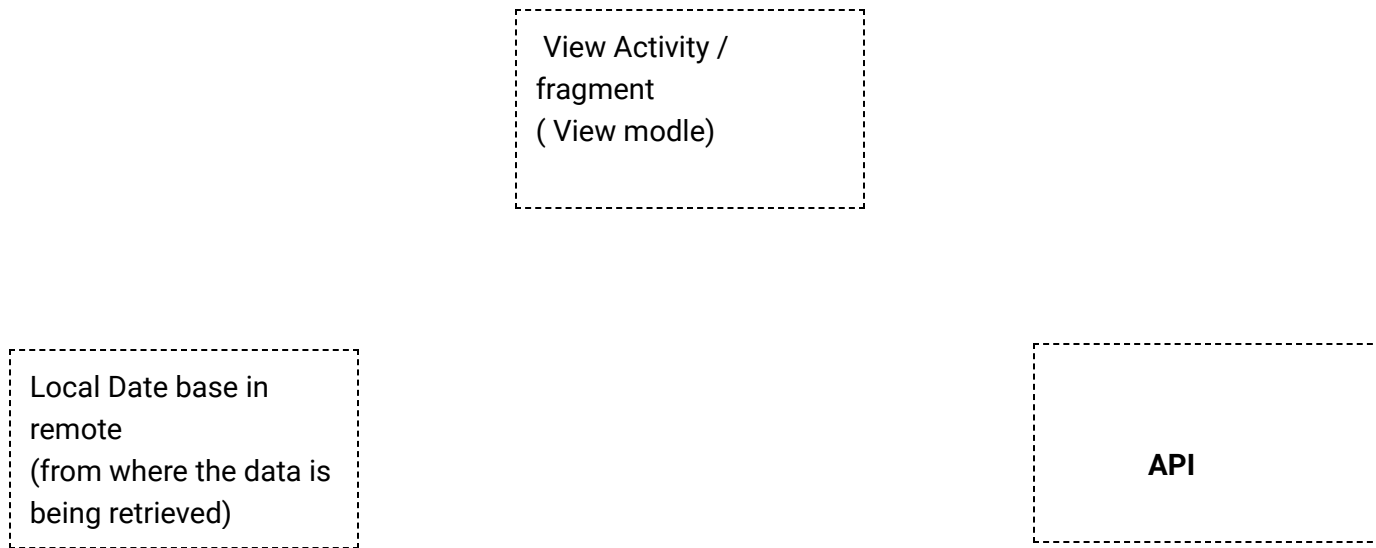 View Activity /
fragment
( View modle)
Local Date base in
remote
(from where the data is
being retrieved)
API